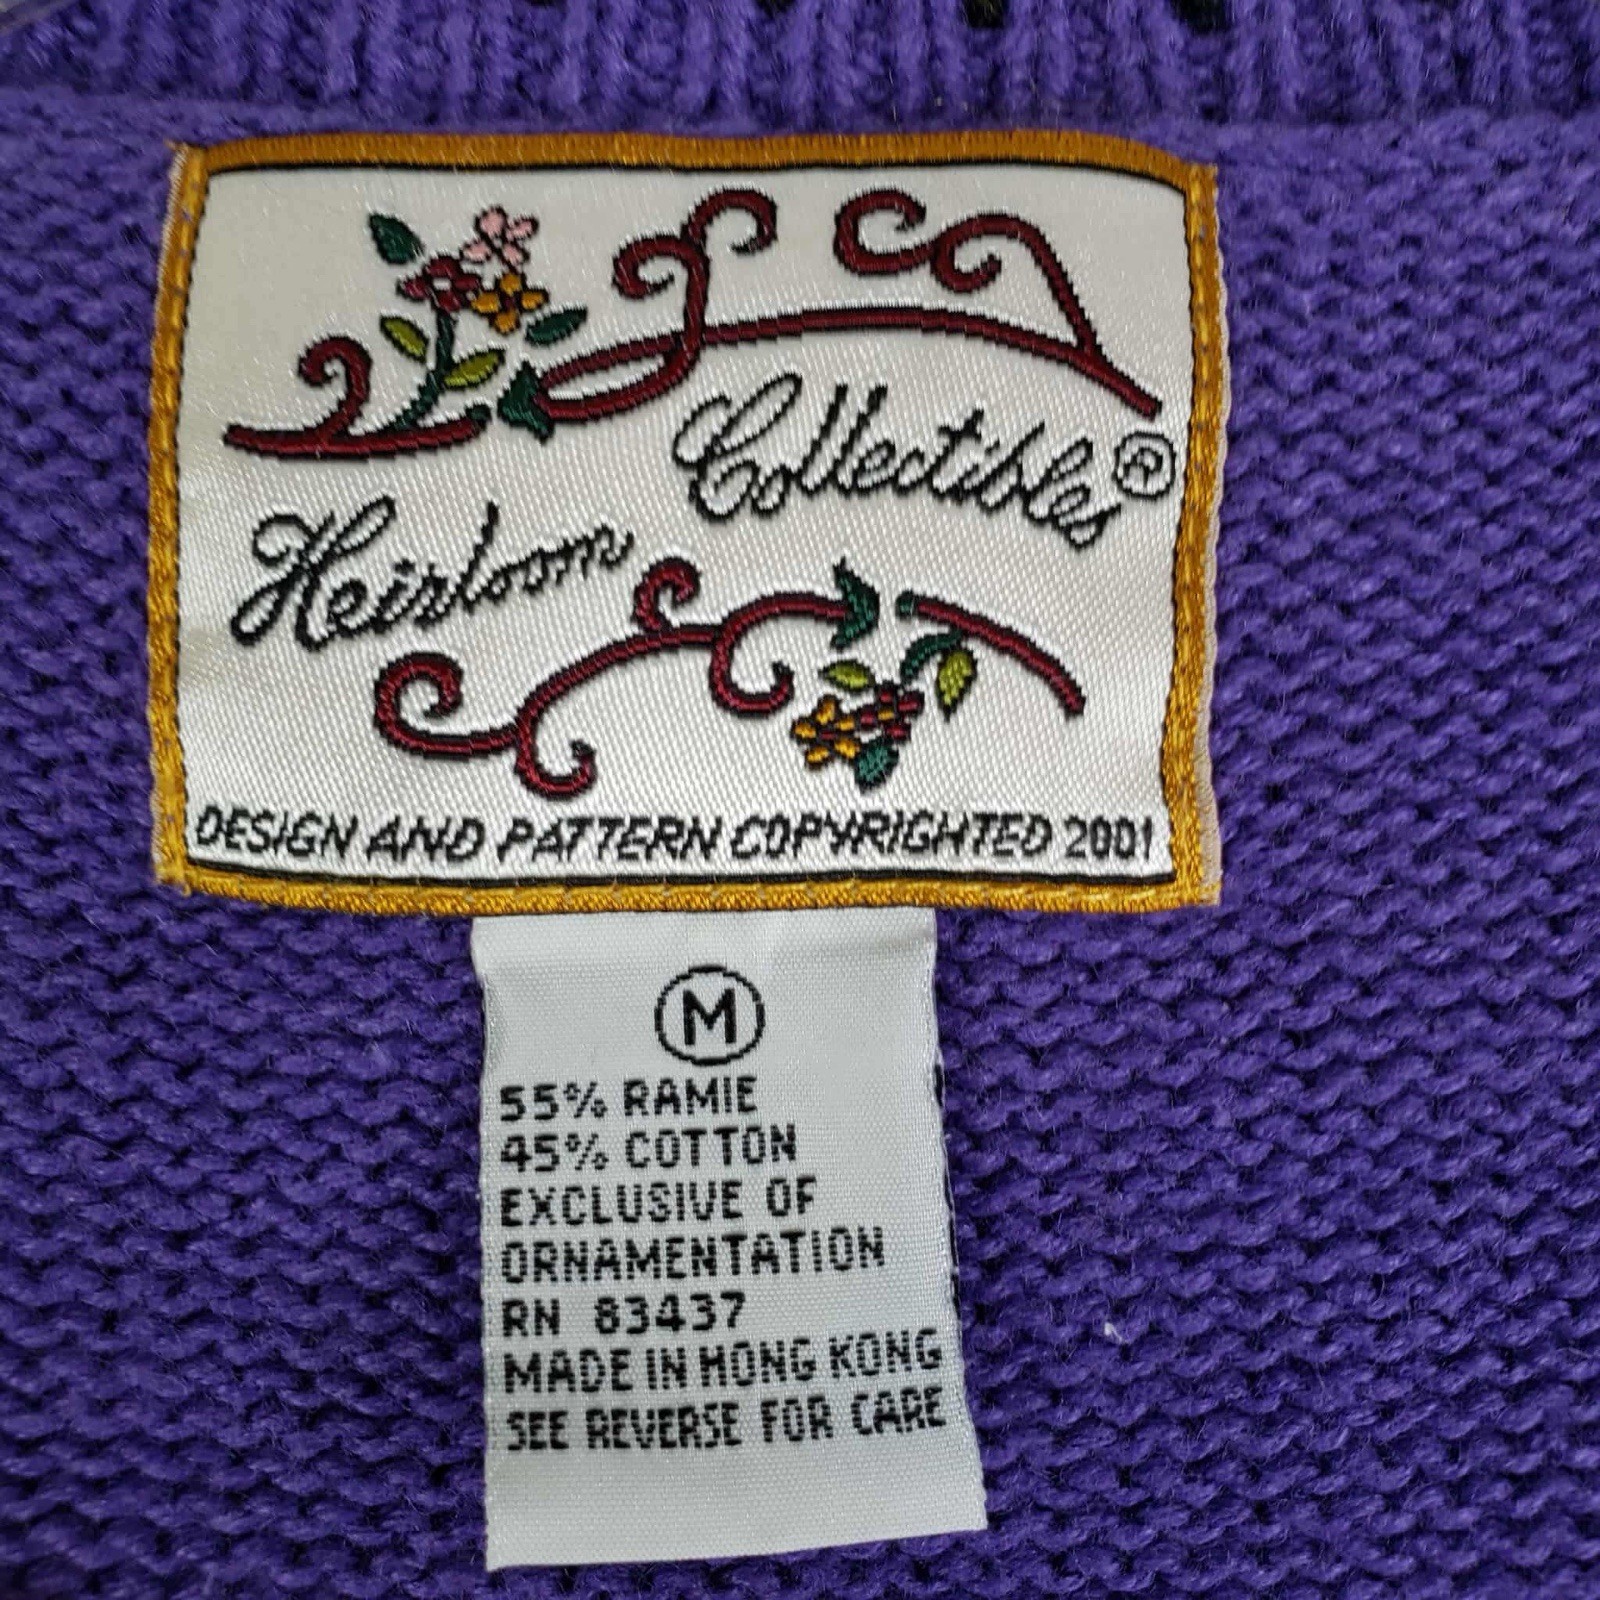 Heirloom Collectibles®
DESIGN AND PATTERN COPYRIGHTED 2001
M
55% RAMIE
45% COTTON
EXCLUSIVE OF
ORNAMENTATION
RN 83437
MADE IN HONG KONG
SEE REVERSE FOR CARE